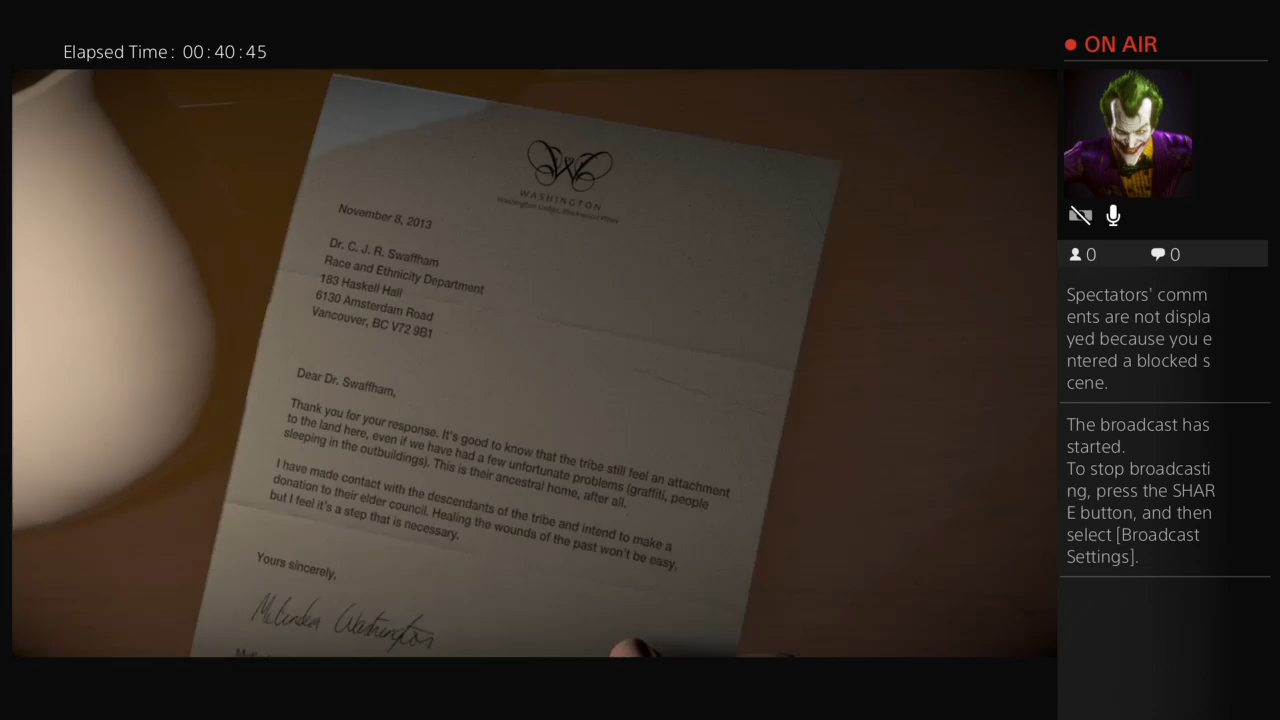 Elapsed Time: 00:40:45
ON AIR
W
WASHINGTON
Washington Lodge, Blackwood Pines
November 8, 2013
Dr. C. J. R. Swaffham
Race and Ethnicity Department
183 Haskell Hall
6130 Amsterdam Road
Vancouver, BC V72 9B1
Dear Dr. Swaffham,
Thank you for your response. It's good to know that the tribe still feel an attachment
to the land here, even if we have had a few unfortunate problems (graffiti, people
sleeping in the outbuildings). This is their ancestral home, after all.
I have made contact with the descendants of the tribe and intend to make a
donation to their elder council. Healing the wounds of the past won't be easy,
but I feel it's a step that is necessary.
Yours sincerely,
Melinda Washington
0
0
Spectators' comm
ents are not displa
yed because you e
ntered a blocked s
cene.
The broadcast has
started.
To stop broadcasti
ng, press the SHAR
E button, and then
select [Broadcast
Settings].